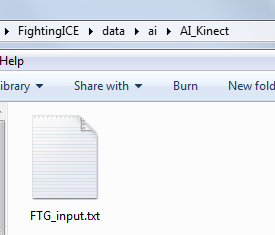 FightingICE data ai AI_Kinect
Help
ibrary Share with Burn New fold
FTG_input.txt